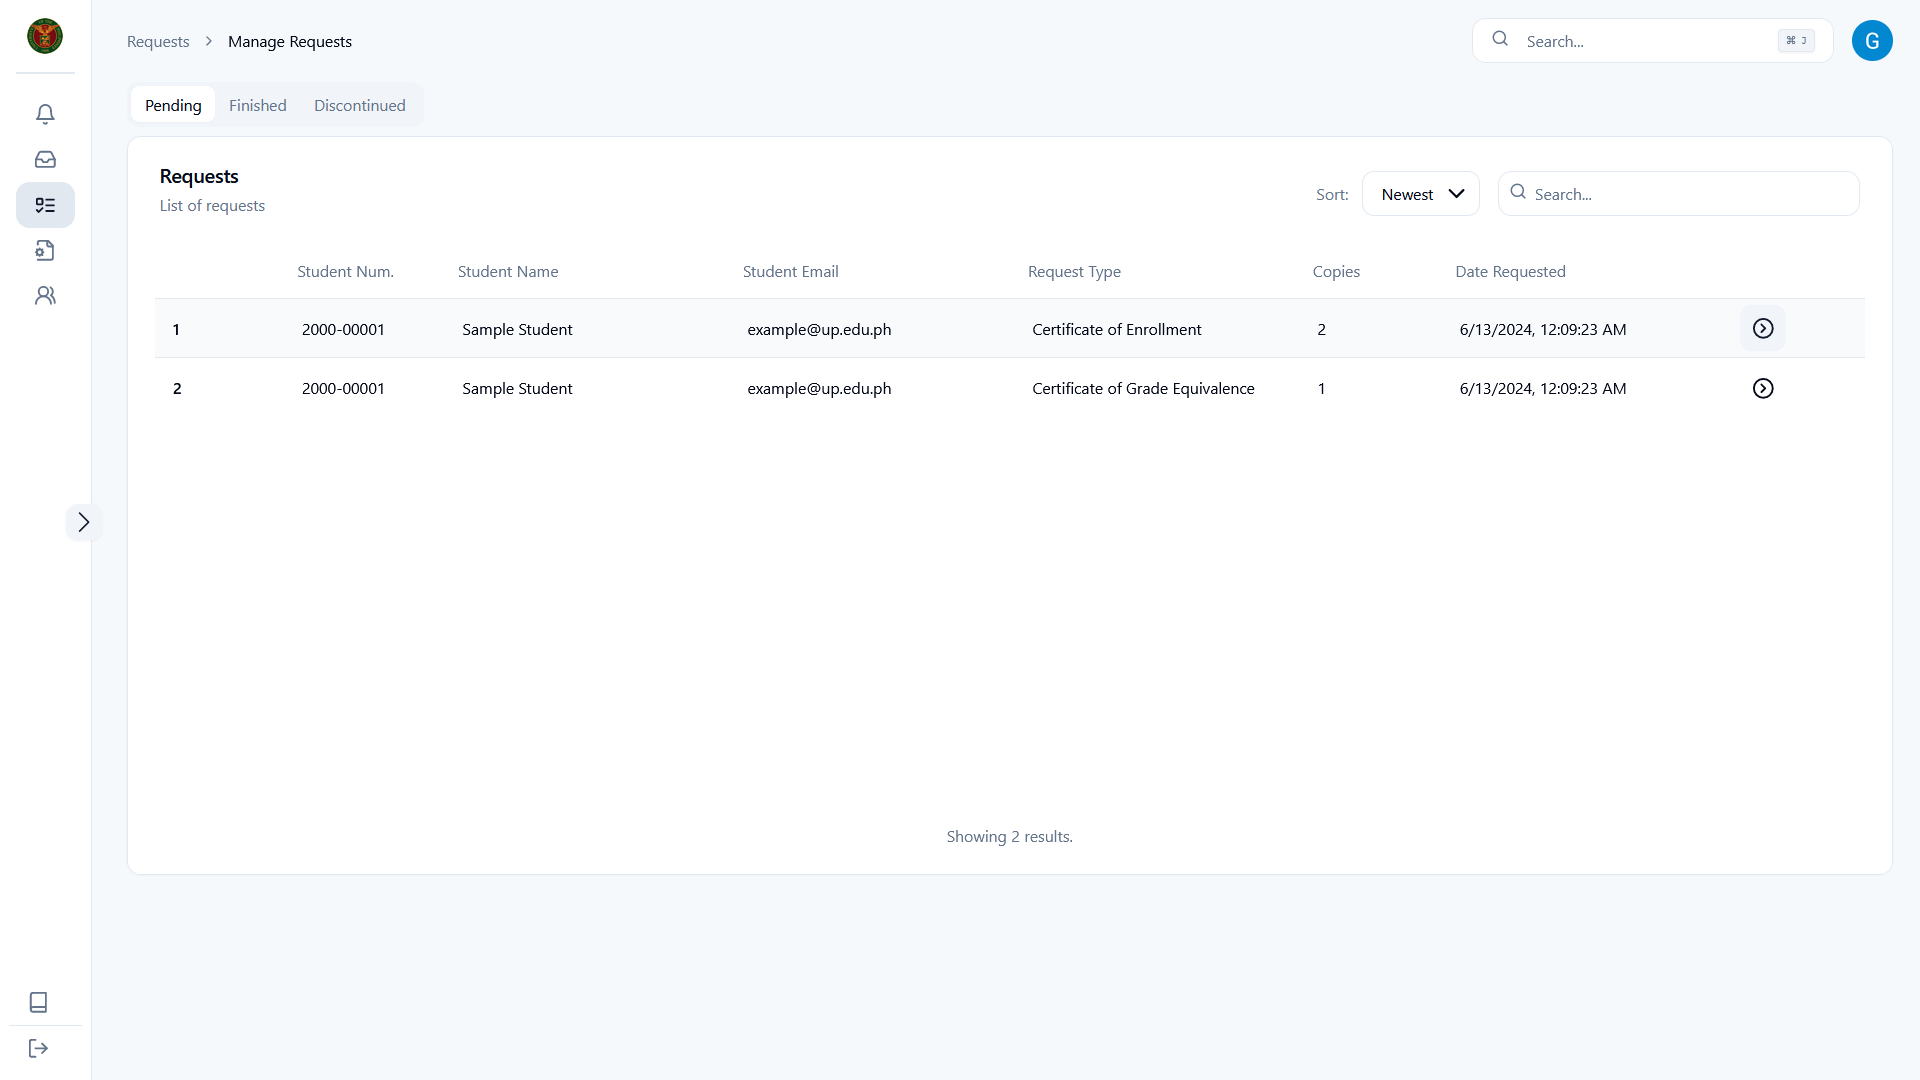 Requests > Manage Requests
Search... ⌘ J
G
Pending Finished Discontinued
Requests
List of requests
Sort: Newest Search...
Student Num. Student Name Student Email Request Type Copies Date Requested
1 2000-00001 Sample Student example@up.edu.ph Certificate of Enrollment 2 6/13/2024, 12:09:23 AM
2 2000-00001 Sample Student example@up.edu.ph Certificate of Grade Equivalence 1 6/13/2024, 12:09:23 AM
Showing 2 results.